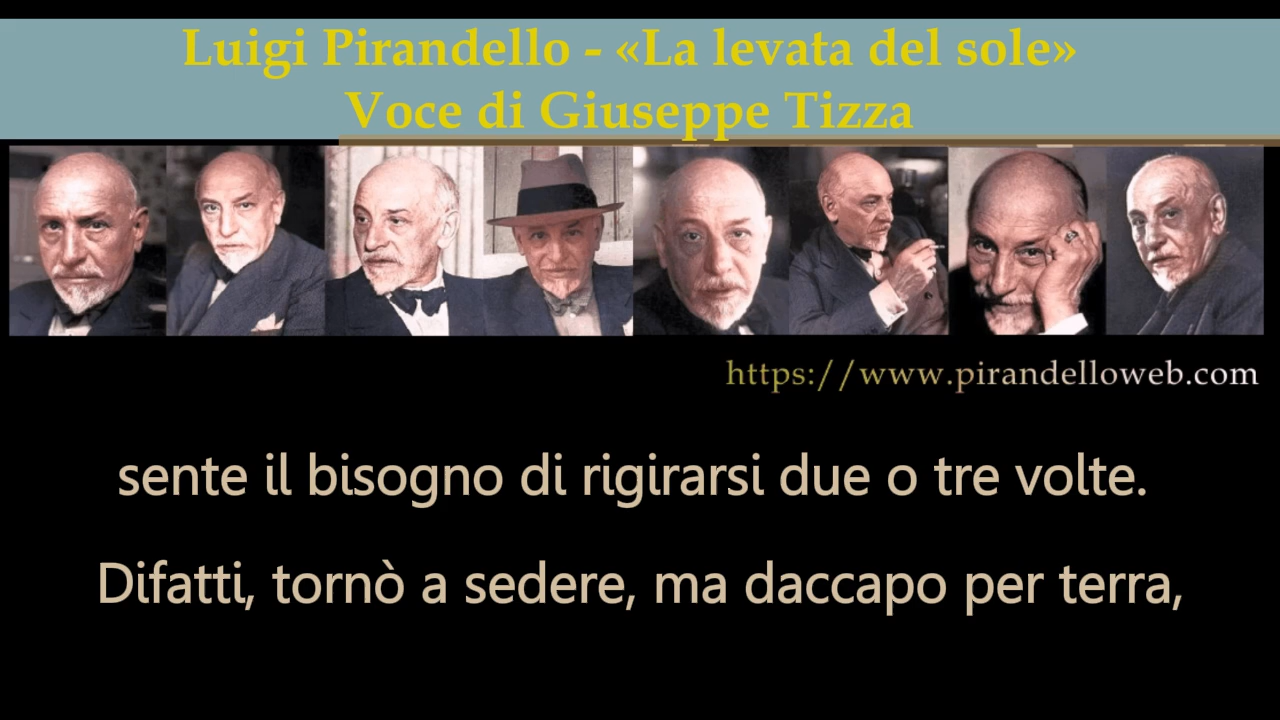 Luigi Pirandello - «La levata del sole»
Voce di Giuseppe Tizza
https://www.pirandelloweb.com
sente il bisogno di rigirarsi due o tre volte.
Difatti, tornò a sedere, ma daccapo per terra,